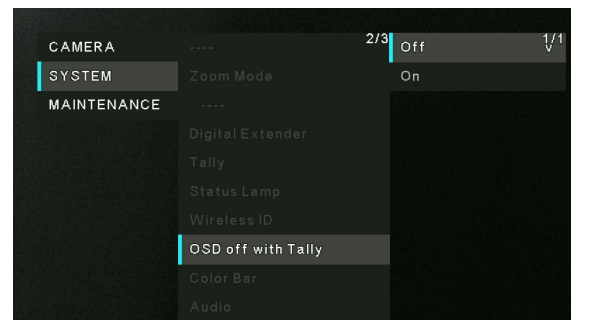 CAMERA
SYSTEM
MAINTENANCE
2/3
----
Zoom Mode
----
Digital Extender
Tally
Status Lamp
Wireless ID
OSD off with Tally
Color Bar
Audio
1/1
Off
On